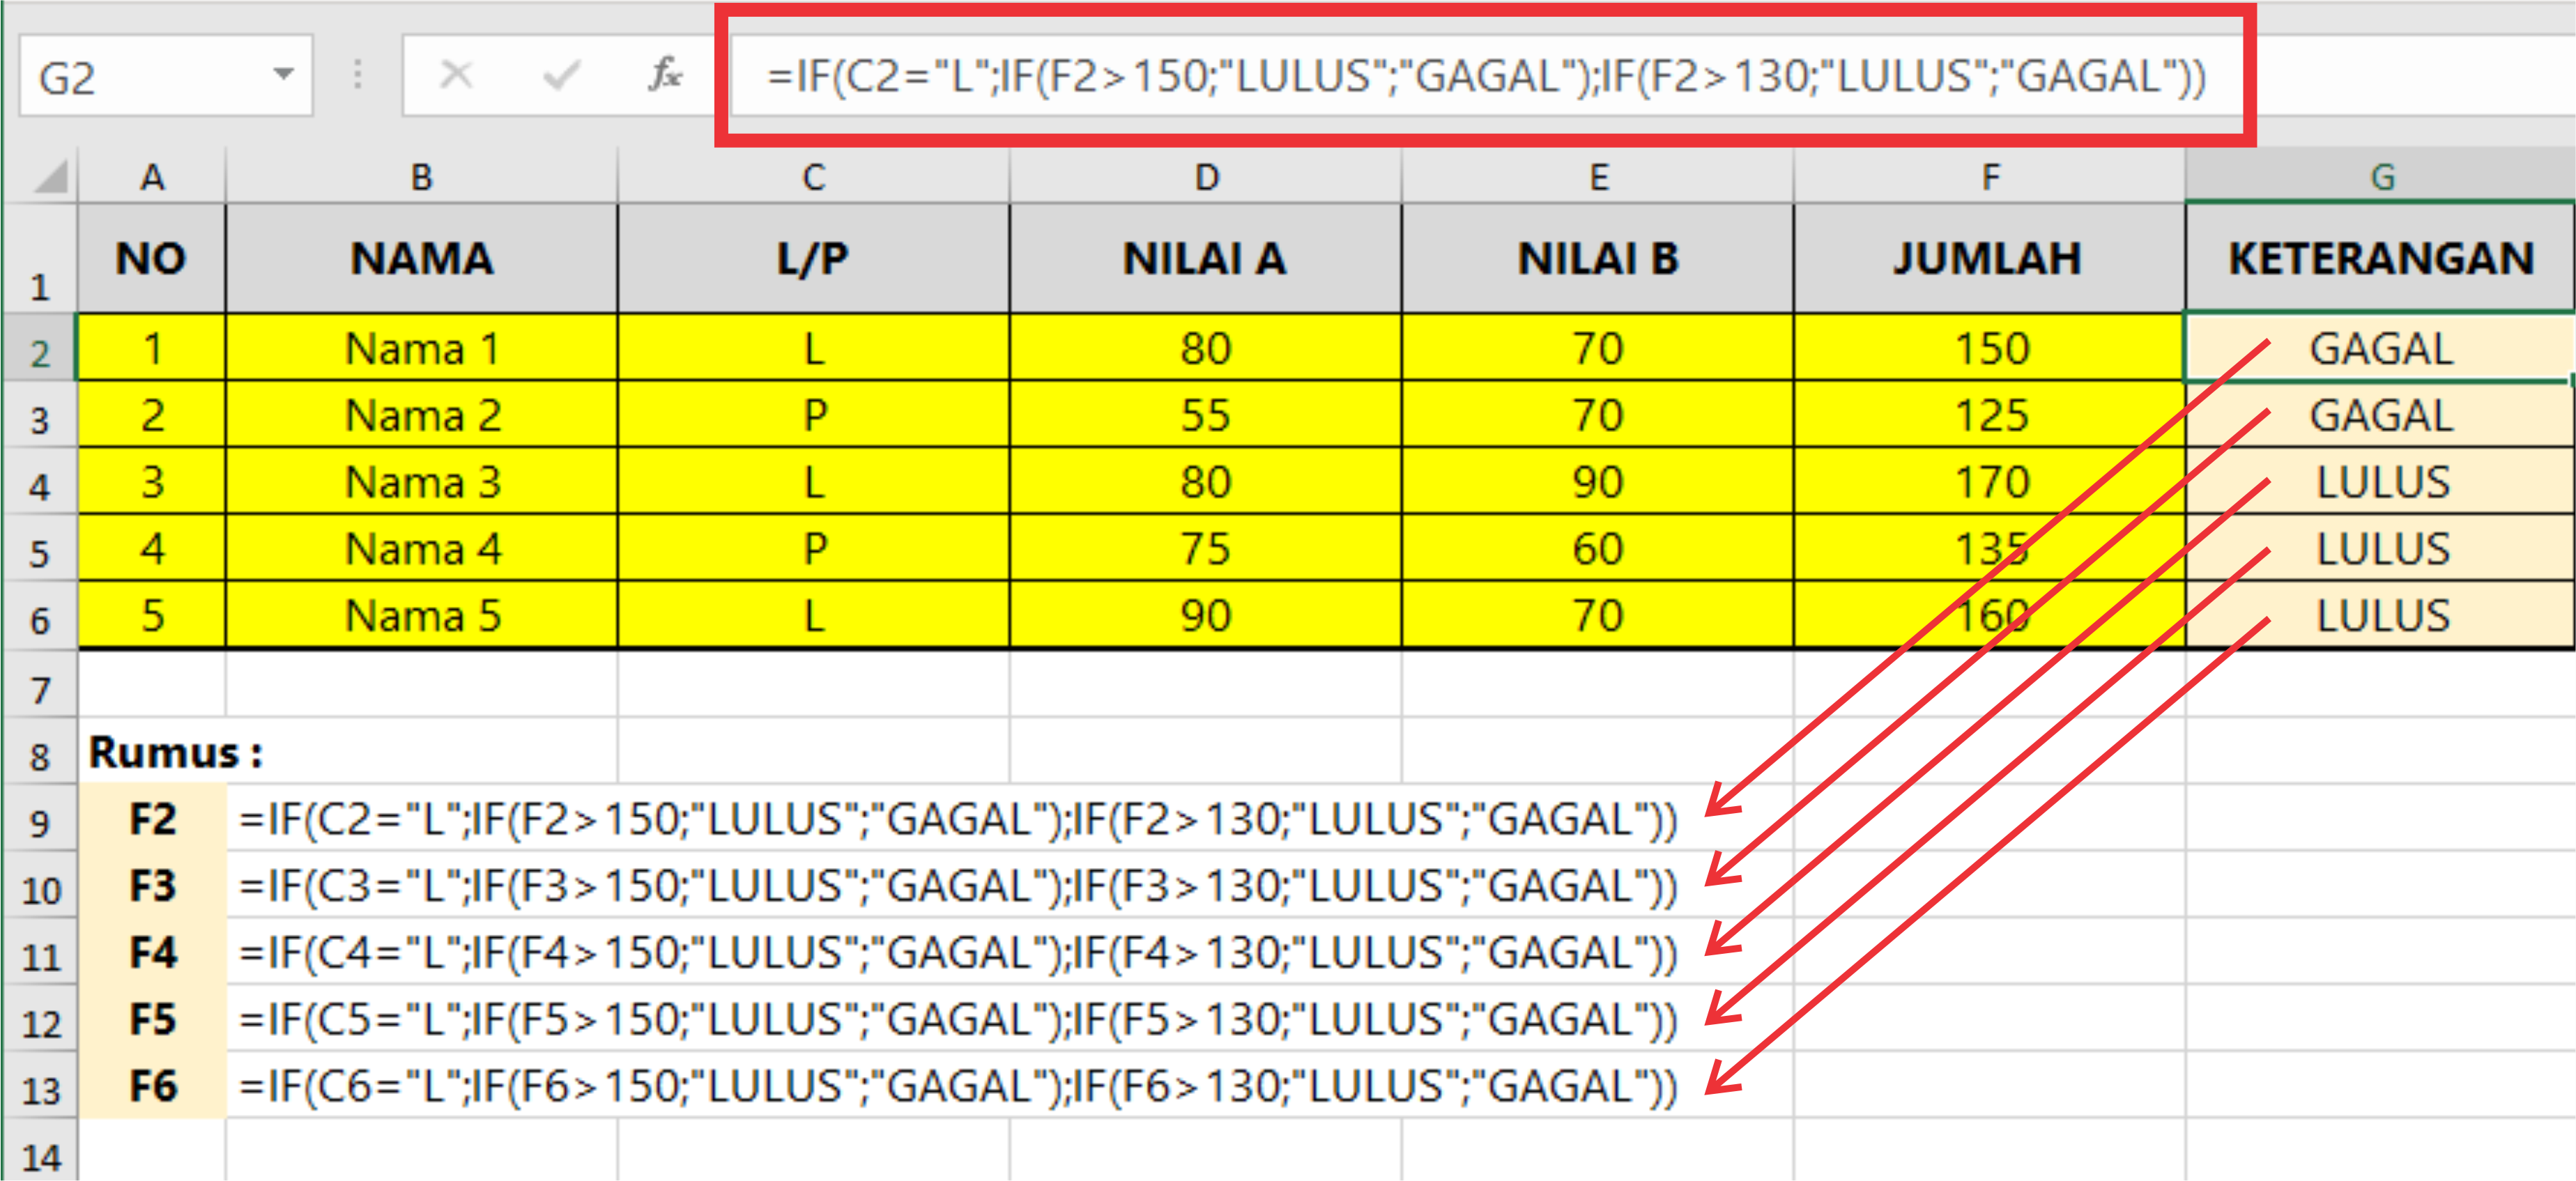 G2 fx =IF(C2="L";IF(F2>150;"LULUS";"GAGAL");IF(F2>130;"LULUS";"GAGAL"))
A B C D E F G
1 NO NAMA L/P NILAI A NILAI B JUMLAH KETERANGAN
2 1 Nama 1 L 80 70 150 GAGAL
3 2 Nama 2 P 55 70 125 GAGAL
4 3 Nama 3 L 80 90 170 LULUS
5 4 Nama 4 P 75 60 135 LULUS
6 5 Nama 5 L 90 70 160 LULUS
7
8 Rumus :
9 F2 =IF(C2="L";IF(F2>150;"LULUS";"GAGAL");IF(F2>130;"LULUS";"GAGAL"))
10 F3 =IF(C3="L";IF(F3>150;"LULUS";"GAGAL");IF(F3>130;"LULUS";"GAGAL"))
11 F4 =IF(C4="L";IF(F4>150;"LULUS";"GAGAL");IF(F4>130;"LULUS";"GAGAL"))
12 F5 =IF(C5="L";IF(F5>150;"LULUS";"GAGAL");IF(F5>130;"LULUS";"GAGAL"))
13 F6 =IF(C6="L";IF(F6>150;"LULUS";"GAGAL");IF(F6>130;"LULUS";"GAGAL"))
14